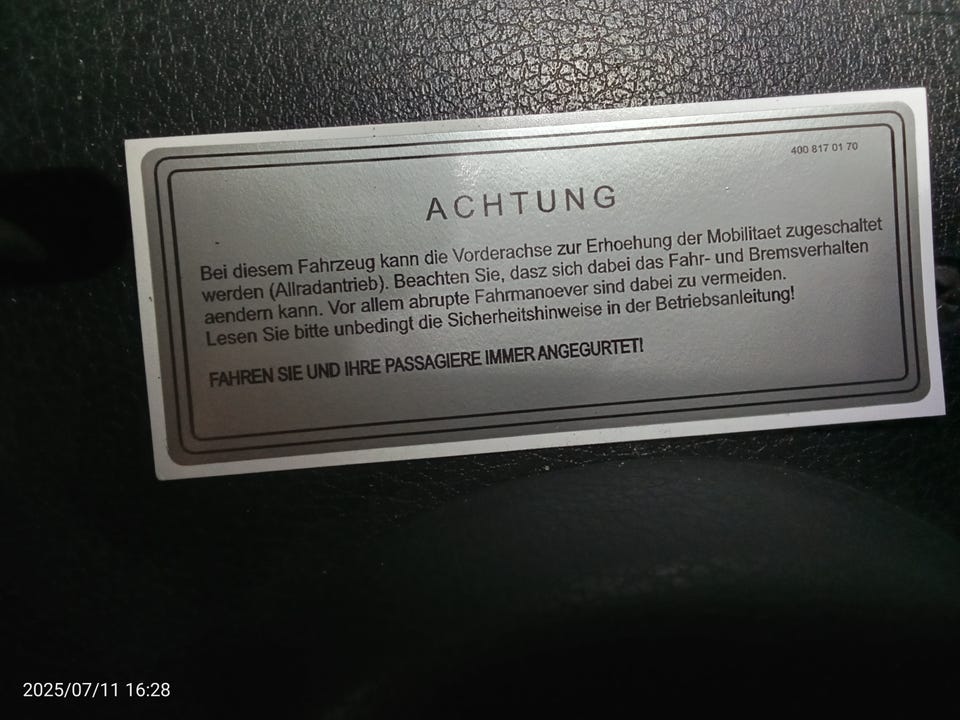 400 817 01 70
ACHTUNG
Bei diesem Fahrzeug kann die Vorderachse zur Erhoehung der Mobilitaet zugeschaltet
werden (Allradantrieb). Beachten Sie, dasz sich dabei das Fahr- und Bremsverhalten
aendern kann. Vor allem abrupte Fahrmanoever sind dabei zu vermeiden.
Lesen Sie bitte unbedingt die Sicherheitshinweise in der Betriebsanleitung!
FAHREN SIE UND IHRE PASSAGIERE IMMER ANGEGURTET!
2025/07/11 16:28